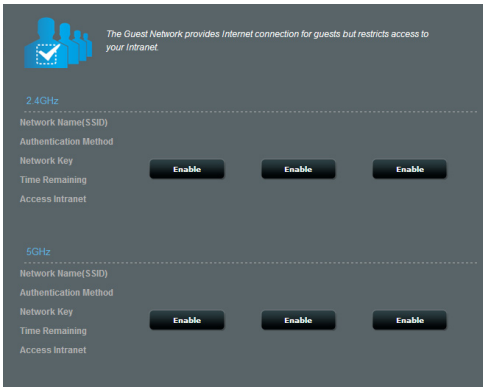 The Guest Network provides Internet connection for guests but restricts access to
your Intranet.
2.4GHz
Network Name(SSID)
Authentication Method
Network Key
Enable Enable Enable
Time Remaining
Access Intranet
5GHz
Network Name(SSID)
Authentication Method
Network Key
Enable Enable Enable
Time Remaining
Access Intranet